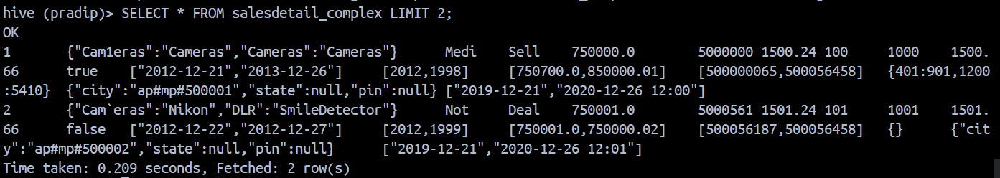 hive (pradip)> SELECT * FROM salesdetail_complex LIMIT 2;
OK
1 {"Cam1eras":"Cameras","Cameras":"Cameras"} Medi Sell 750000.0 5000000 1500.24 100 1000 1500.
66 true ["2012-12-21","2013-12-26"] [2012,1998] [750700.0,850000.01] [500000065,500056458] {401:901,1200
:5410} {"city":"ap#mp#500001","state":null,"pin":null} ["2019-12-21","2020-12-26 12:00"]
2 {"Cam`eras":"Nikon","DLR":"SmileDetector"} Not Deal 750001.0 5000561 1501.24 101 1001 1501.
66 false ["2012-12-22","2012-12-27"] [2012,1999] [750001.0,750000.02] [500056187,500056458] {} {"cit
y":"ap#mp#500002","state":null,"pin":null} ["2019-12-21","2020-12-26 12:01"]
Time taken: 0.209 seconds, Fetched: 2 row(s)